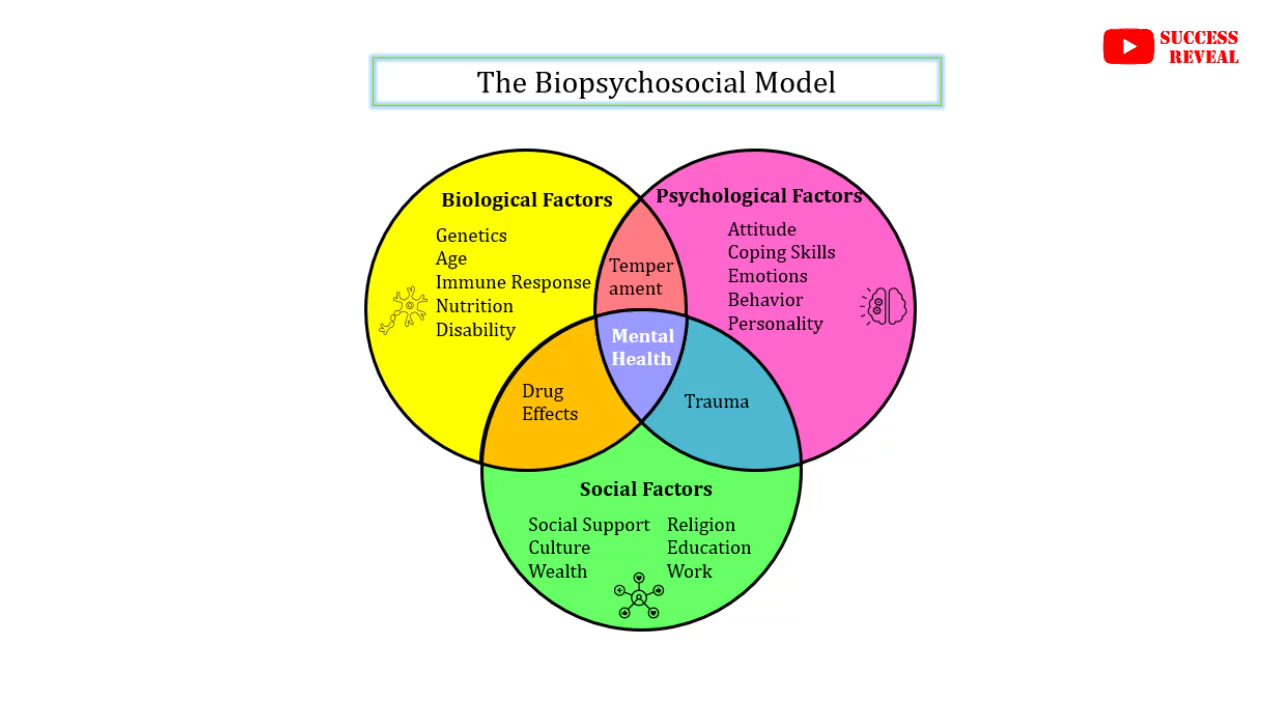 SUCCESS
REVEAL
The Biopsychosocial Model
Biological Factors
Genetics
Age
Immune Response
Nutrition
Disability
Psychological Factors
Attitude
Coping Skills
Emotions
Behavior
Personality
Temper
ament
Mental
Health
Drug
Effects
Trauma
Social Factors
Social Support
Culture
Wealth
Religion
Education
Work